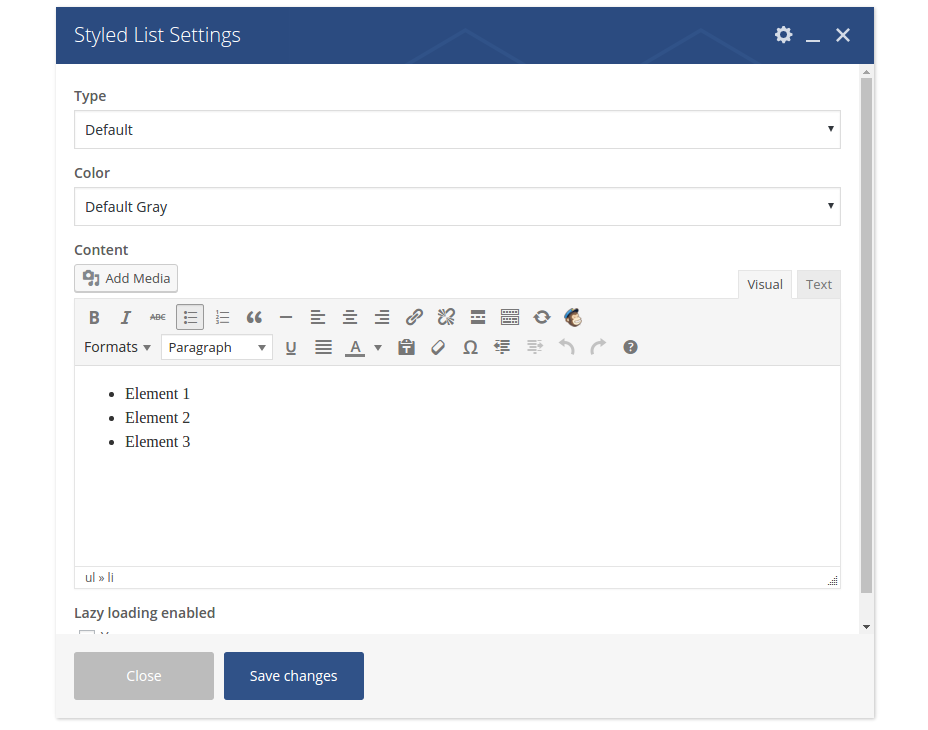 Styled List Settings
Type
Default
Color
Default Gray
Content
Add Media
Visual Text
B I ABC
Formats Paragraph U A T Ω ?
Element 1
Element 2
Element 3
ul » li
Lazy loading enabled
Close Save changes